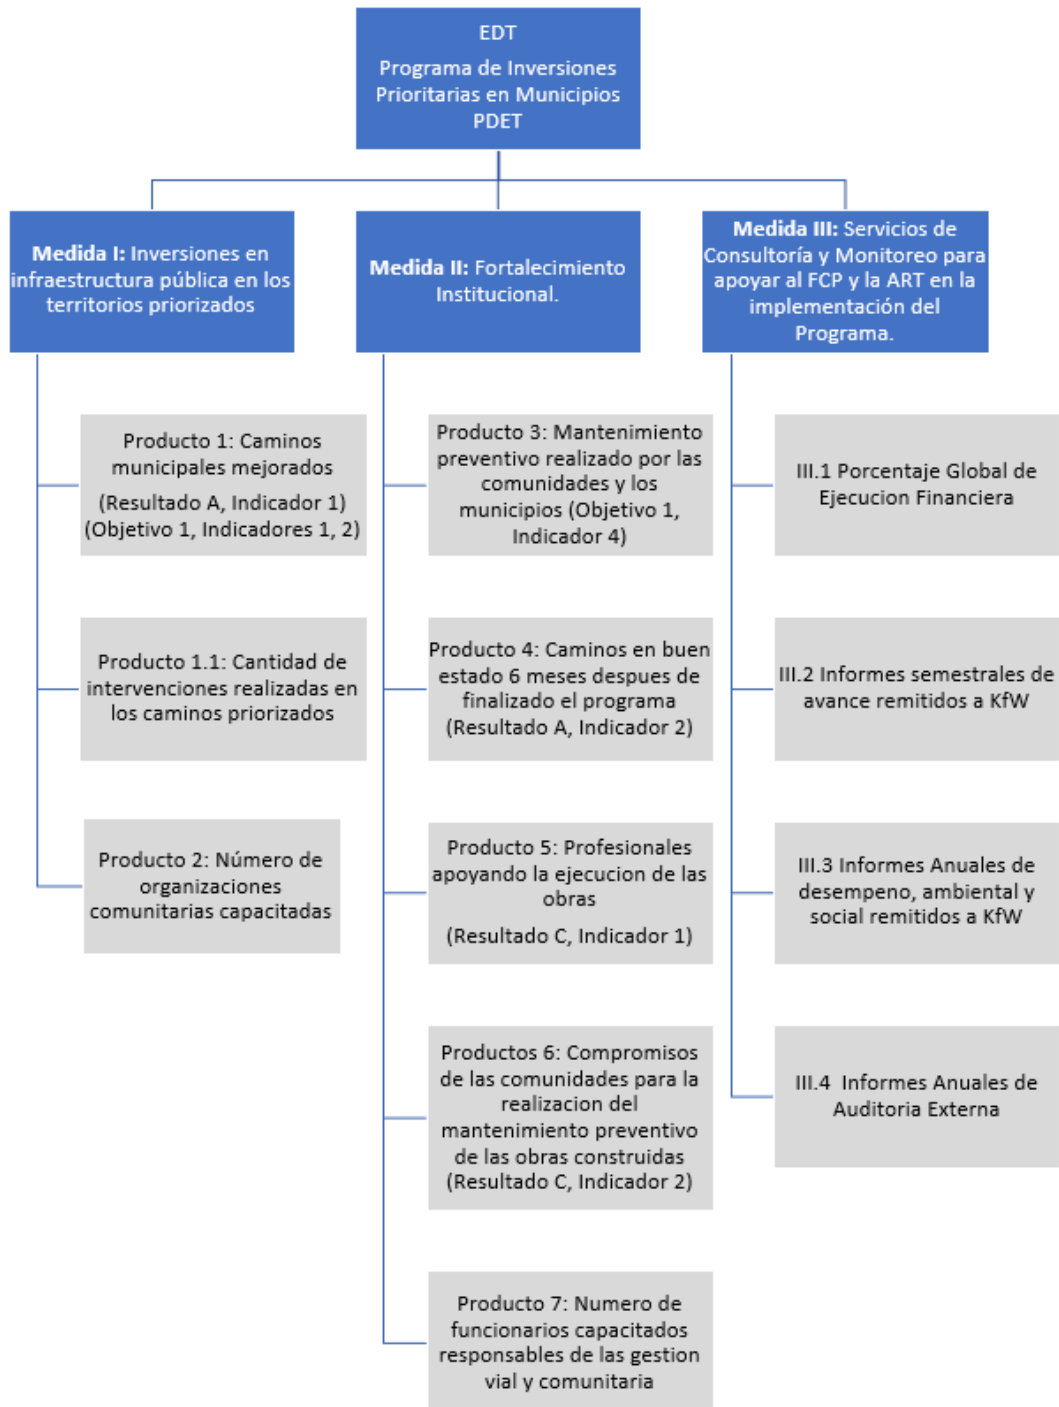 EDT
Programa de Inversiones
Prioritarias en Municipios
PDET
Medida I: Inversiones en
infraestructura pública en los
territorios priorizados
Producto 1: Caminos
municipales mejorados
(Resultado A, Indicador 1)
(Objetivo 1, Indicadores 1, 2)
Producto 1.1: Cantidad de
intervenciones realizadas en
los caminos priorizados
Producto 2: Número de
organizaciones
comunitarias capacitadas
Medida II: Fortalecimiento
Institucional.
Producto 3: Mantenimiento
preventivo realizado por las
comunidades y los
municipios (Objetivo 1,
Indicador 4)
Producto 4: Caminos en buen
estado 6 meses despues de
finalizado el programa
(Resultado A, Indicador 2)
Producto 5: Profesionales
apoyando la ejecucion de las
obras
(Resultado C, Indicador 1)
Productos 6: Compromisos
de las comunidades para la
realizacion del
mantenimiento preventivo
de las obras construidas
(Resultado C, Indicador 2)
Producto 7: Numero de
funcionarios capacitados
responsables de las gestion
vial y comunitaria
Medida III: Servicios de
Consultoría y Monitoreo para
apoyar al FCP y la ART en la
implementación del
Programa.
III.1 Porcentaje Global de
Ejecucion Financiera
III.2 Informes semestrales de
avance remitidos a KfW
III.3 Informes Anuales de
desempeno, ambiental y
social remitidos a KfW
III.4  Informes Anuales de
Auditoria Externa